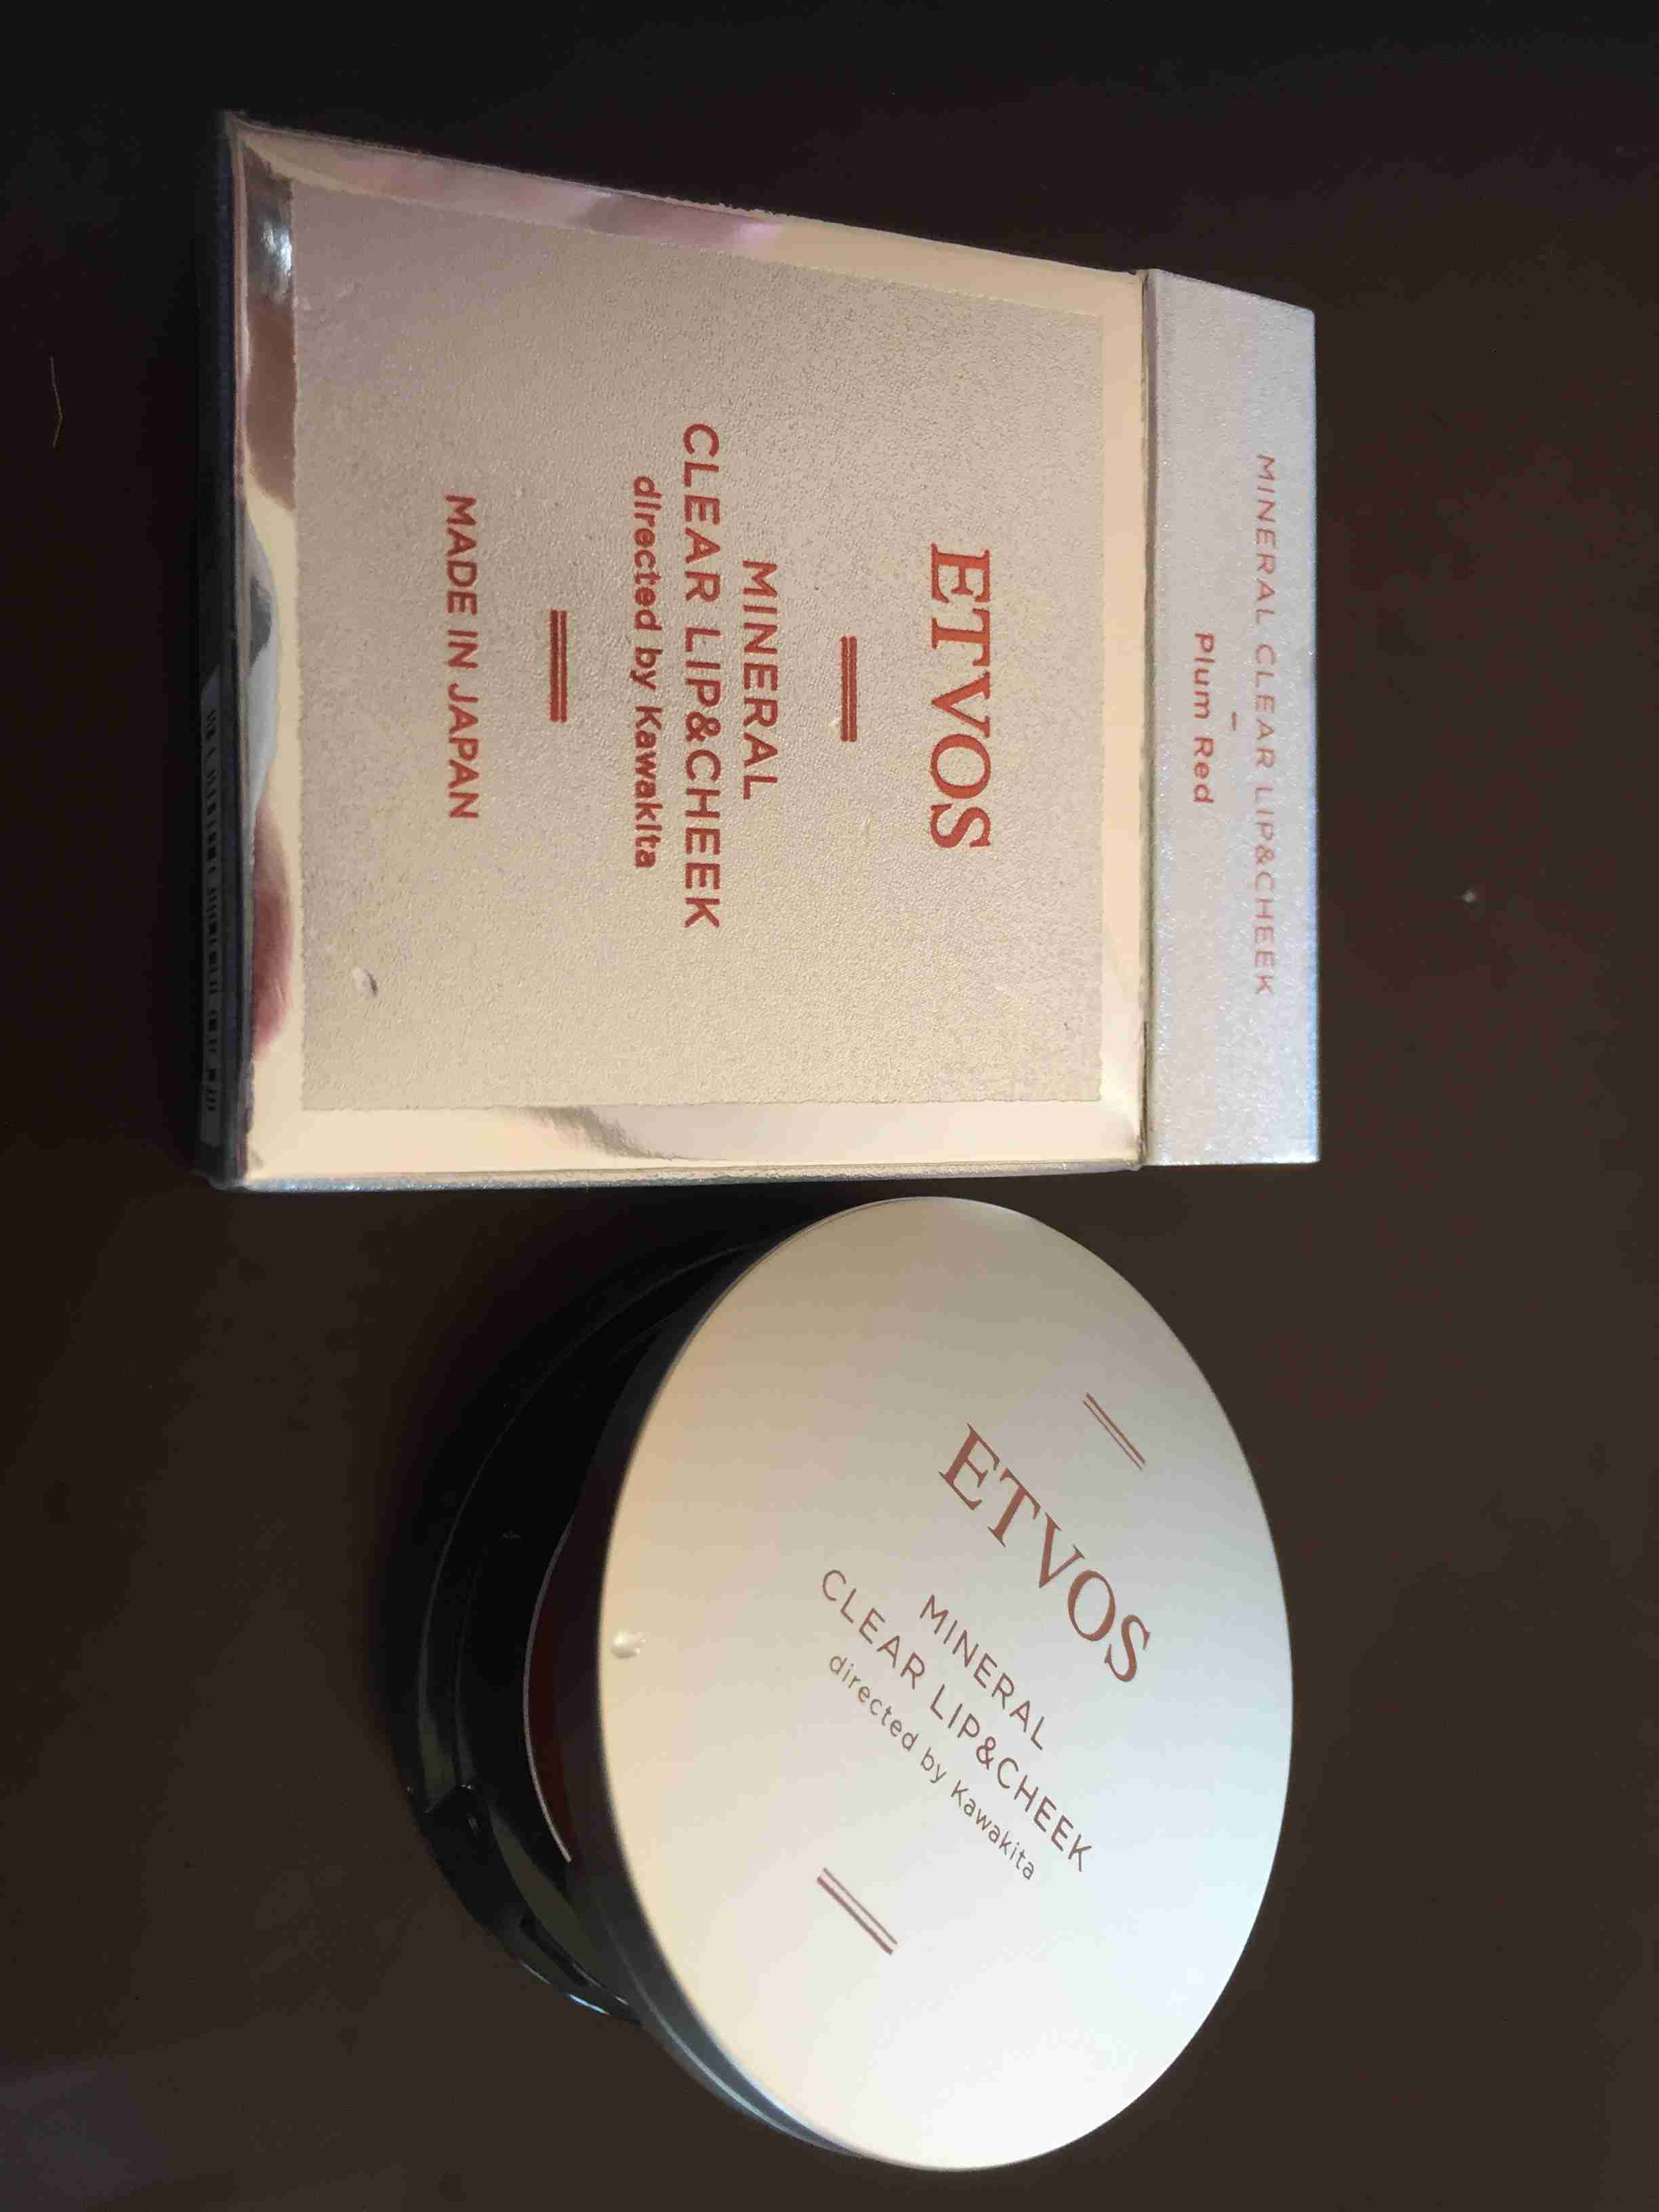 MINERAL CLEAR LIP&CHEEK
–
Plum Red
ETVOS
MINERAL
CLEAR LIP&CHEEK
directed by Kawakita
MADE IN JAPAN
ETVOS
MINERAL
CLEAR LIP&CHEEK
directed by Kawakita